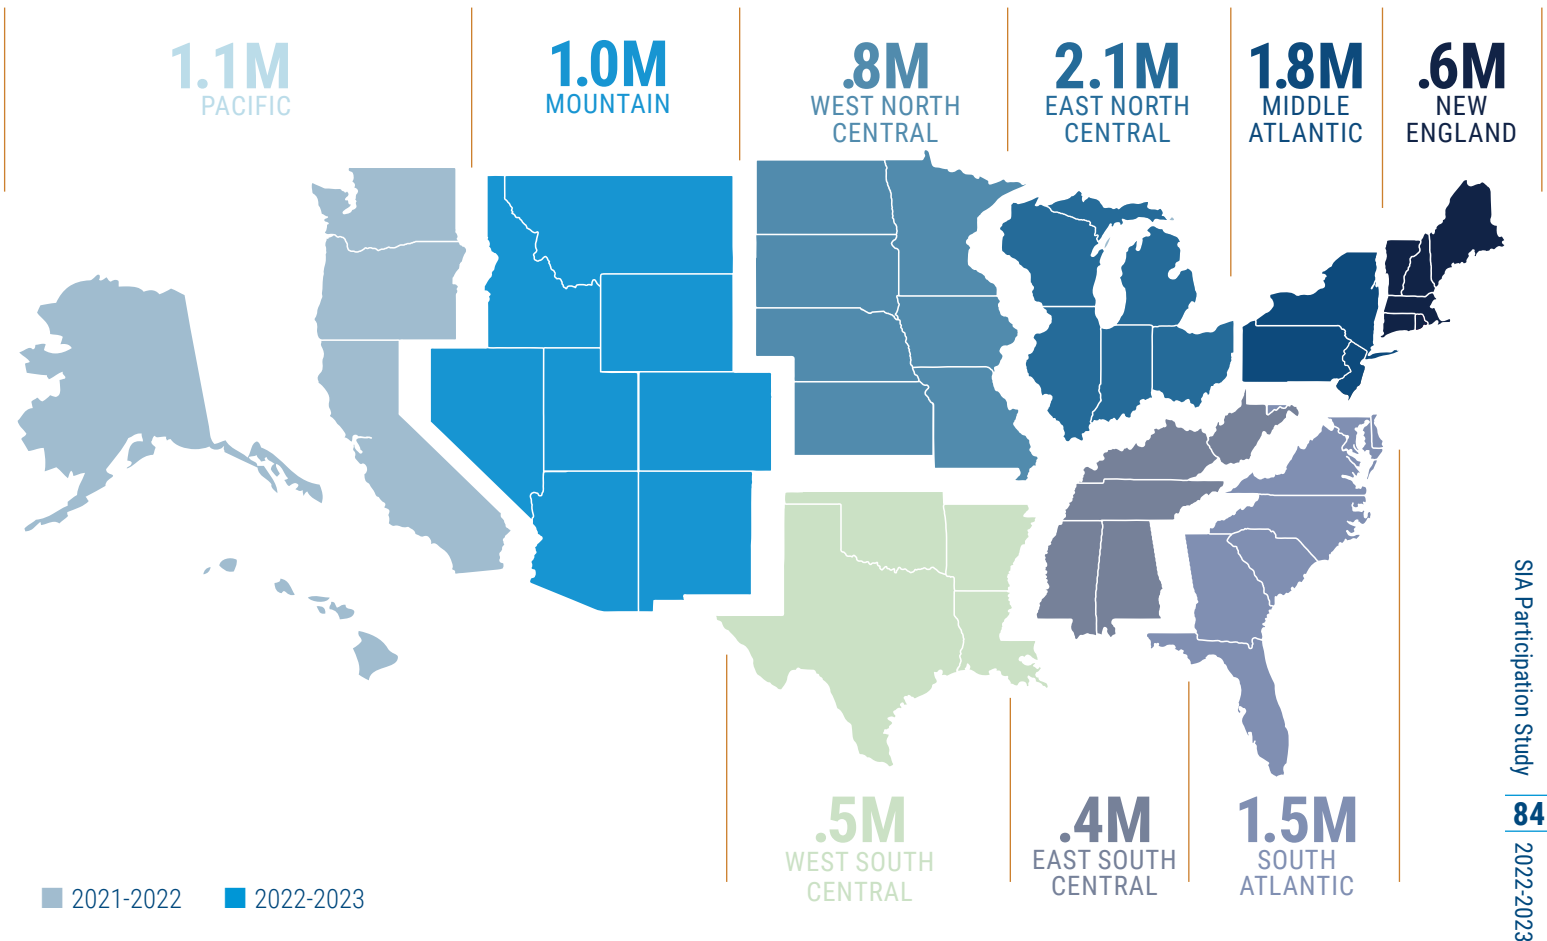 1.1M
PACIFIC
1.0M
MOUNTAIN
.8M
WEST NORTH
CENTRAL
2.1M
EAST NORTH
CENTRAL
1.8M
MIDDLE
ATLANTIC
.6M
NEW
ENGLAND
.5M
WEST SOUTH
CENTRAL
.4M
EAST SOUTH
CENTRAL
1.5M
SOUTH
ATLANTIC
2021-2022
2022-2023
SIA Participation Study
84
2022-2023